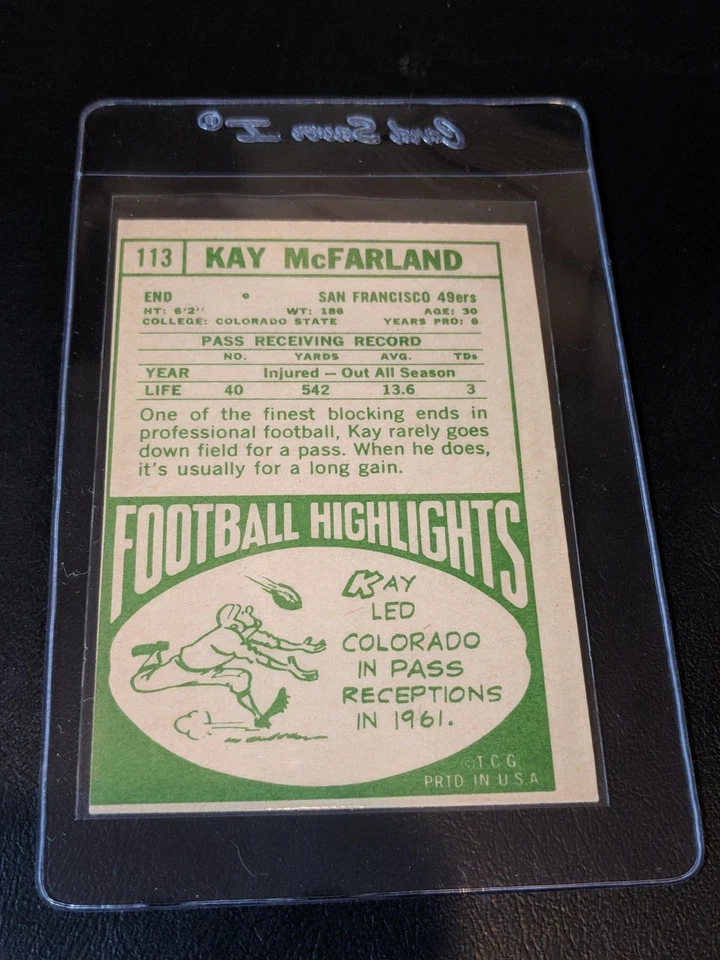 Card Saver I®
113 KAY McFARLAND
END SAN FRANCISCO 49ers
HT: 6'2" WT: 186 AGE: 30
COLLEGE: COLORADO STATE YEARS PRO: 6
PASS RECEIVING RECORD
NO. YARDS AVG. TDs
YEAR Injured — Out All Season
LIFE 40 542 13.6 3
One of the finest blocking ends in
professional football, Kay rarely goes
down field for a pass. When he does,
it's usually for a long gain.
FOOTBALL HIGHLIGHTS
KAY
LED
COLORADO
IN PASS
RECEPTIONS
IN 1961.
©T.C.G.
PRTD IN U.S.A